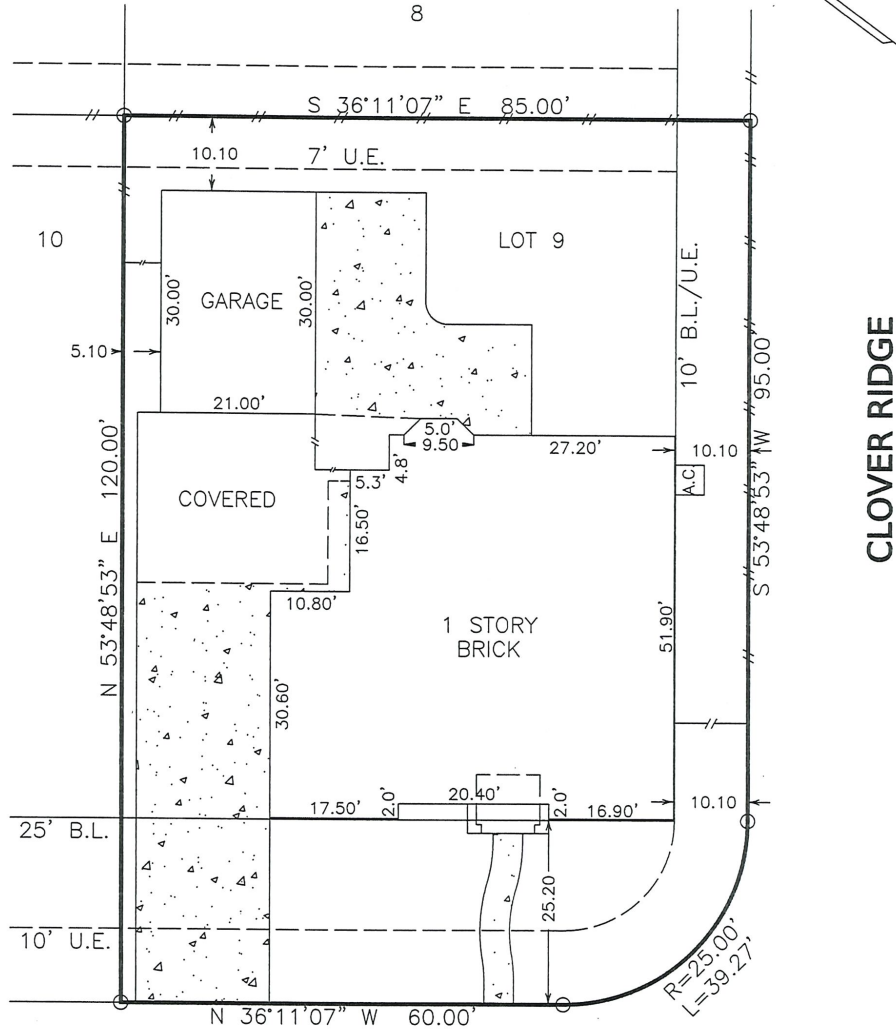 8
S 36°11'07" E 85.00'
10.10
7' U.E.
10
LOT 9
30.00'
GARAGE
30.00'
10' B.L./U.E.
CLOVER RIDGE
5.10
S 53°48'53" W 95.00'
21.00'
5.0'
9.50
27.20'
10.10
N 53°48'53" E 120.00'
5.3'
4.8'
A.C.
COVERED
16.50'
10.80'
1 STORY
BRICK
51.90'
30.60'
17.50'
2.0'
20.40'
2.0'
16.90'
10.10
25' B.L.
25.20
10' U.E.
R=25.00'
L=39.27'
N 36°11'07" W 60.00'